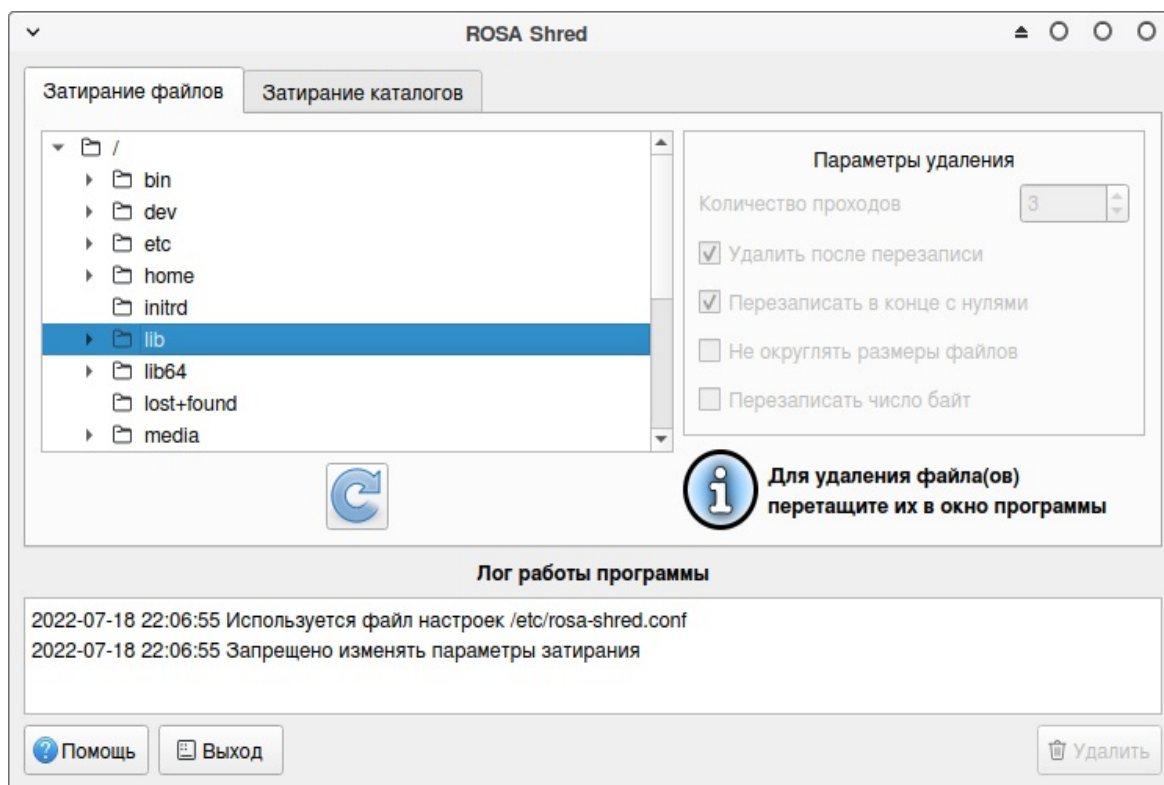 ROSA Shred
Затирание файлов
Затирание каталогов
/
bin
dev
etc
home
initrd
lib
lib64
lost+found
media
Параметры удаления
Количество проходов 3
Удалить после перезаписи
Перезаписать в конце с нулями
Не округлять размеры файлов
Перезаписать число байт
Для удаления файла(ов)
перетащите их в окно программы
Лог работы программы
2022-07-18 22:06:55 Используется файл настроек /etc/rosa-shred.conf
2022-07-18 22:06:55 Запрещено изменять параметры затирания
Помощь
Выход
Удалить